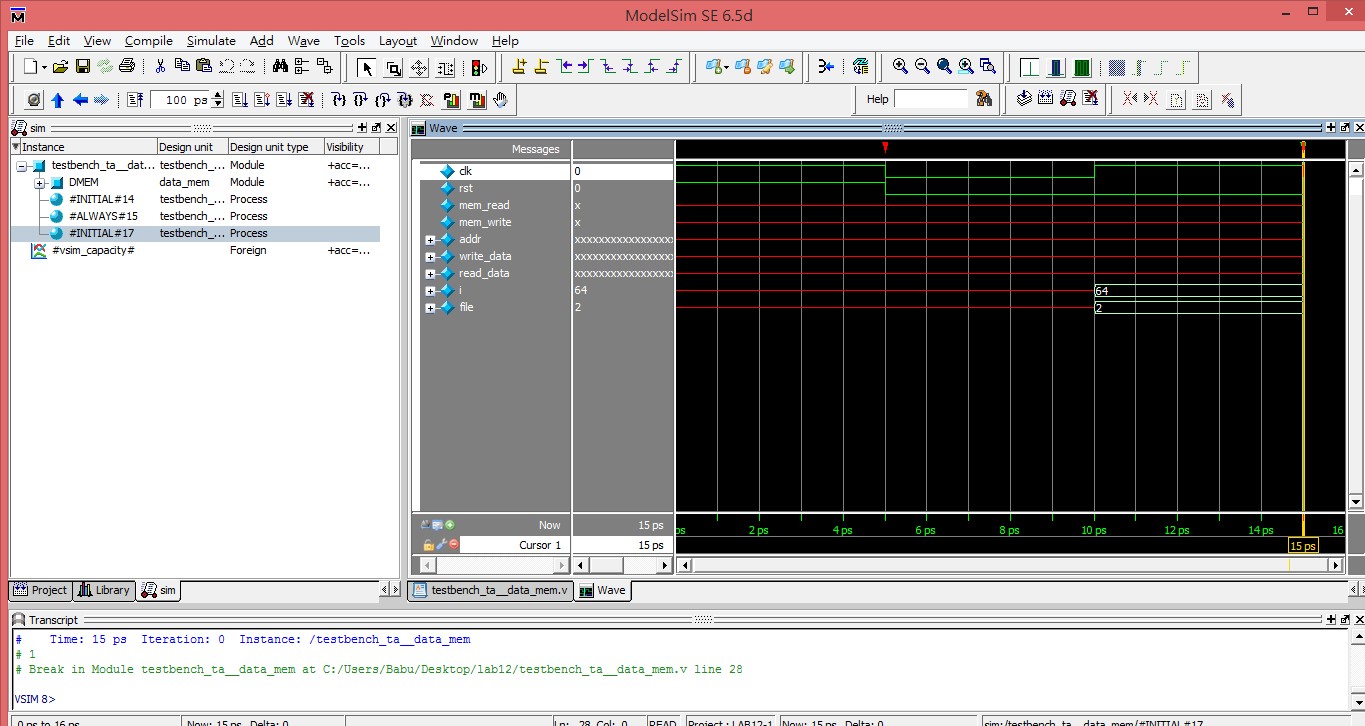 ModelSim SE 6.5d
File Edit View Compile Simulate Add Wave Tools Layout Window Help
100 ps
Help
sim
Wave
Instance Design unit Design unit type Visibility
testbench_ta__dat... testbench_... Module +acc=...
DMEM data_mem Module +acc=...
#INITIAL#14 testbench_... Process
#ALWAYS#15 testbench_... Process
#INITIAL#17 testbench_... Process
#vsim_capacity# Foreign +acc=...
Messages
clk 0
rst 0
mem_read x
mem_write x
addr xxxxxxxxxxxxxxxxx
write_data xxxxxxxxxxxxxxxxx
read_data xxxxxxxxxxxxxxxxx
i 64 64
file 2 2
Now 15 ps ps 2 ps 4 ps 6 ps 8 ps 10 ps 12 ps 14 ps 16
Cursor 1 15 ps 15 ps
Project Library sim
testbench_ta__data_mem.v Wave
Transcript
# Time: 15 ps Iteration: 0 Instance: /testbench_ta__data_mem
# 1
# Break in Module testbench_ta__data_mem at C:/Users/Babu/Desktop/lab12/testbench_ta__data_mem.v line 28
VSIM 8>
0 ps to 16 ps Now: 15 ps Delta: 0 Ln: 28 Col: 0 READ Project : LAB12-1 Now: 15 ps Delta: 0 sim:/testbench_ta__data_mem/#INITIAL#17